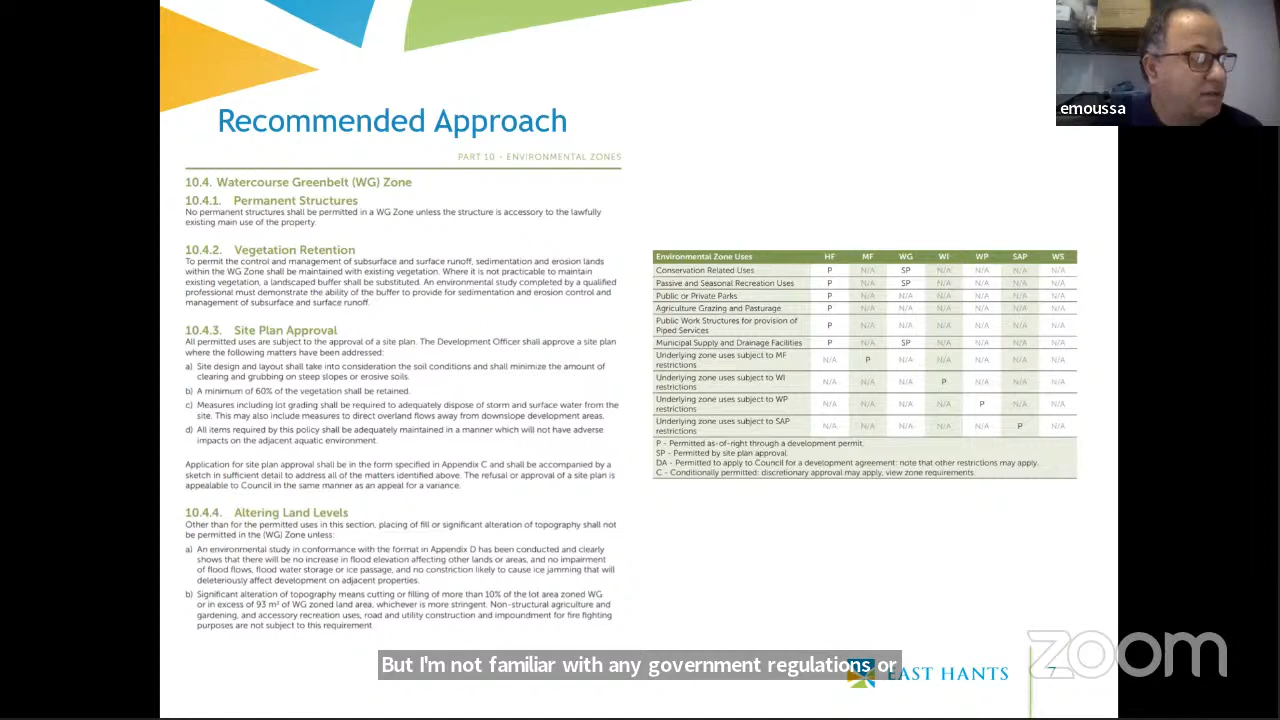 emoussa
Recommended Approach
PART 10 - ENVIRONMENTAL ZONES
10.4. Watercourse Greenbelt (WG) Zone
10.4.1. Permanent Structures
No permanent structures shall be permitted in a WG Zone unless the structure is accessory to the lawfully
existing main use of the property.
10.4.2. Vegetation Retention
To permit the control and management of subsurface and surface runoff, sedimentation and erosion lands
within the WG Zone shall be maintained with existing vegetation. Where it is not practicable to maintain
existing vegetation, a landscaped buffer shall be substituted. An environmental study completed by a qualified
professional must demonstrate the ability of the buffer to provide for sedimentation and erosion control and
management of subsurface and surface runoff.
10.4.3. Site Plan Approval
All permitted uses are subject to the approval of a site plan. The Development Officer shall approve a site plan
where the following matters have been addressed:
a) Site design and layout shall take into consideration the soil conditions and shall minimize the amount of
clearing and grubbing on steep slopes or erosive soils.
b) A minimum of 60% of the vegetation shall be retained.
c) Measures including lot grading shall be required to adequately dispose of storm and surface water from the
site. This may also include measures to direct overland flows away from downslope development areas.
d) All items required by this policy shall be adequately maintained in a manner which will not have adverse
impacts on the adjacent aquatic environment.
Application for site plan approval shall be in the form specified in Appendix C and shall be accompanied by a
sketch in sufficient detail to address all of the matters identified above. The refusal or approval of a site plan is
appealable to Council in the same manner as an appeal for a variance.
10.4.4. Altering Land Levels
Other than for the permitted uses in this section, placing of fill or significant alteration of topography shall not
be permitted in the (WG) Zone unless:
a) An environmental study in conformance with the format in Appendix D has been conducted and clearly
shows that there will be no increase in flood elevation affecting other lands or areas, and no impairment
of flood flows, flood water storage or ice passage, and no constriction likely to cause ice jamming that will
deleteriously affect development on adjacent properties.
b) Significant alteration of topography means cutting or filling of more than 10% of the lot area zoned WG
or in excess of 93 m² of WG zoned land area, whichever is more stringent. Non-structural agriculture and
gardening, and accessory recreation uses, road and utility construction and impoundment for fire fighting
purposes are not subject to this requirement
Environmental Zone Uses HF MF WG WI WP SAP WS
Conservation Related Uses P N/A SP N/A N/A N/A N/A
Passive and Seasonal Recreation Uses P N/A SP N/A N/A N/A N/A
Public or Private Parks P N/A N/A N/A N/A N/A N/A
Agriculture Grazing and Pasturage P N/A N/A N/A N/A N/A N/A
Public Work Structures for provision of
Piped Services P N/A N/A N/A N/A N/A N/A
Municipal Supply and Drainage Facilities P N/A SP N/A N/A N/A N/A
Underlying zone uses subject to MF
restrictions N/A P N/A N/A N/A N/A N/A
Underlying zone uses subject to WI
restrictions N/A N/A N/A P N/A N/A N/A
Underlying zone uses subject to WP
restrictions N/A N/A N/A N/A P N/A N/A
Underlying zone uses subject to SAP
restrictions N/A N/A N/A N/A N/A P N/A
P - Permitted as-of-right through a development permit.
SP - Permitted by site plan approval.
DA - Permitted to apply to Council for a development agreement: note that other restrictions may apply.
C - Conditionally permitted: discretionary approval may apply, view zone requirements.
But I'm not familiar with any government regulations or
EAST HANTS
7
zoom